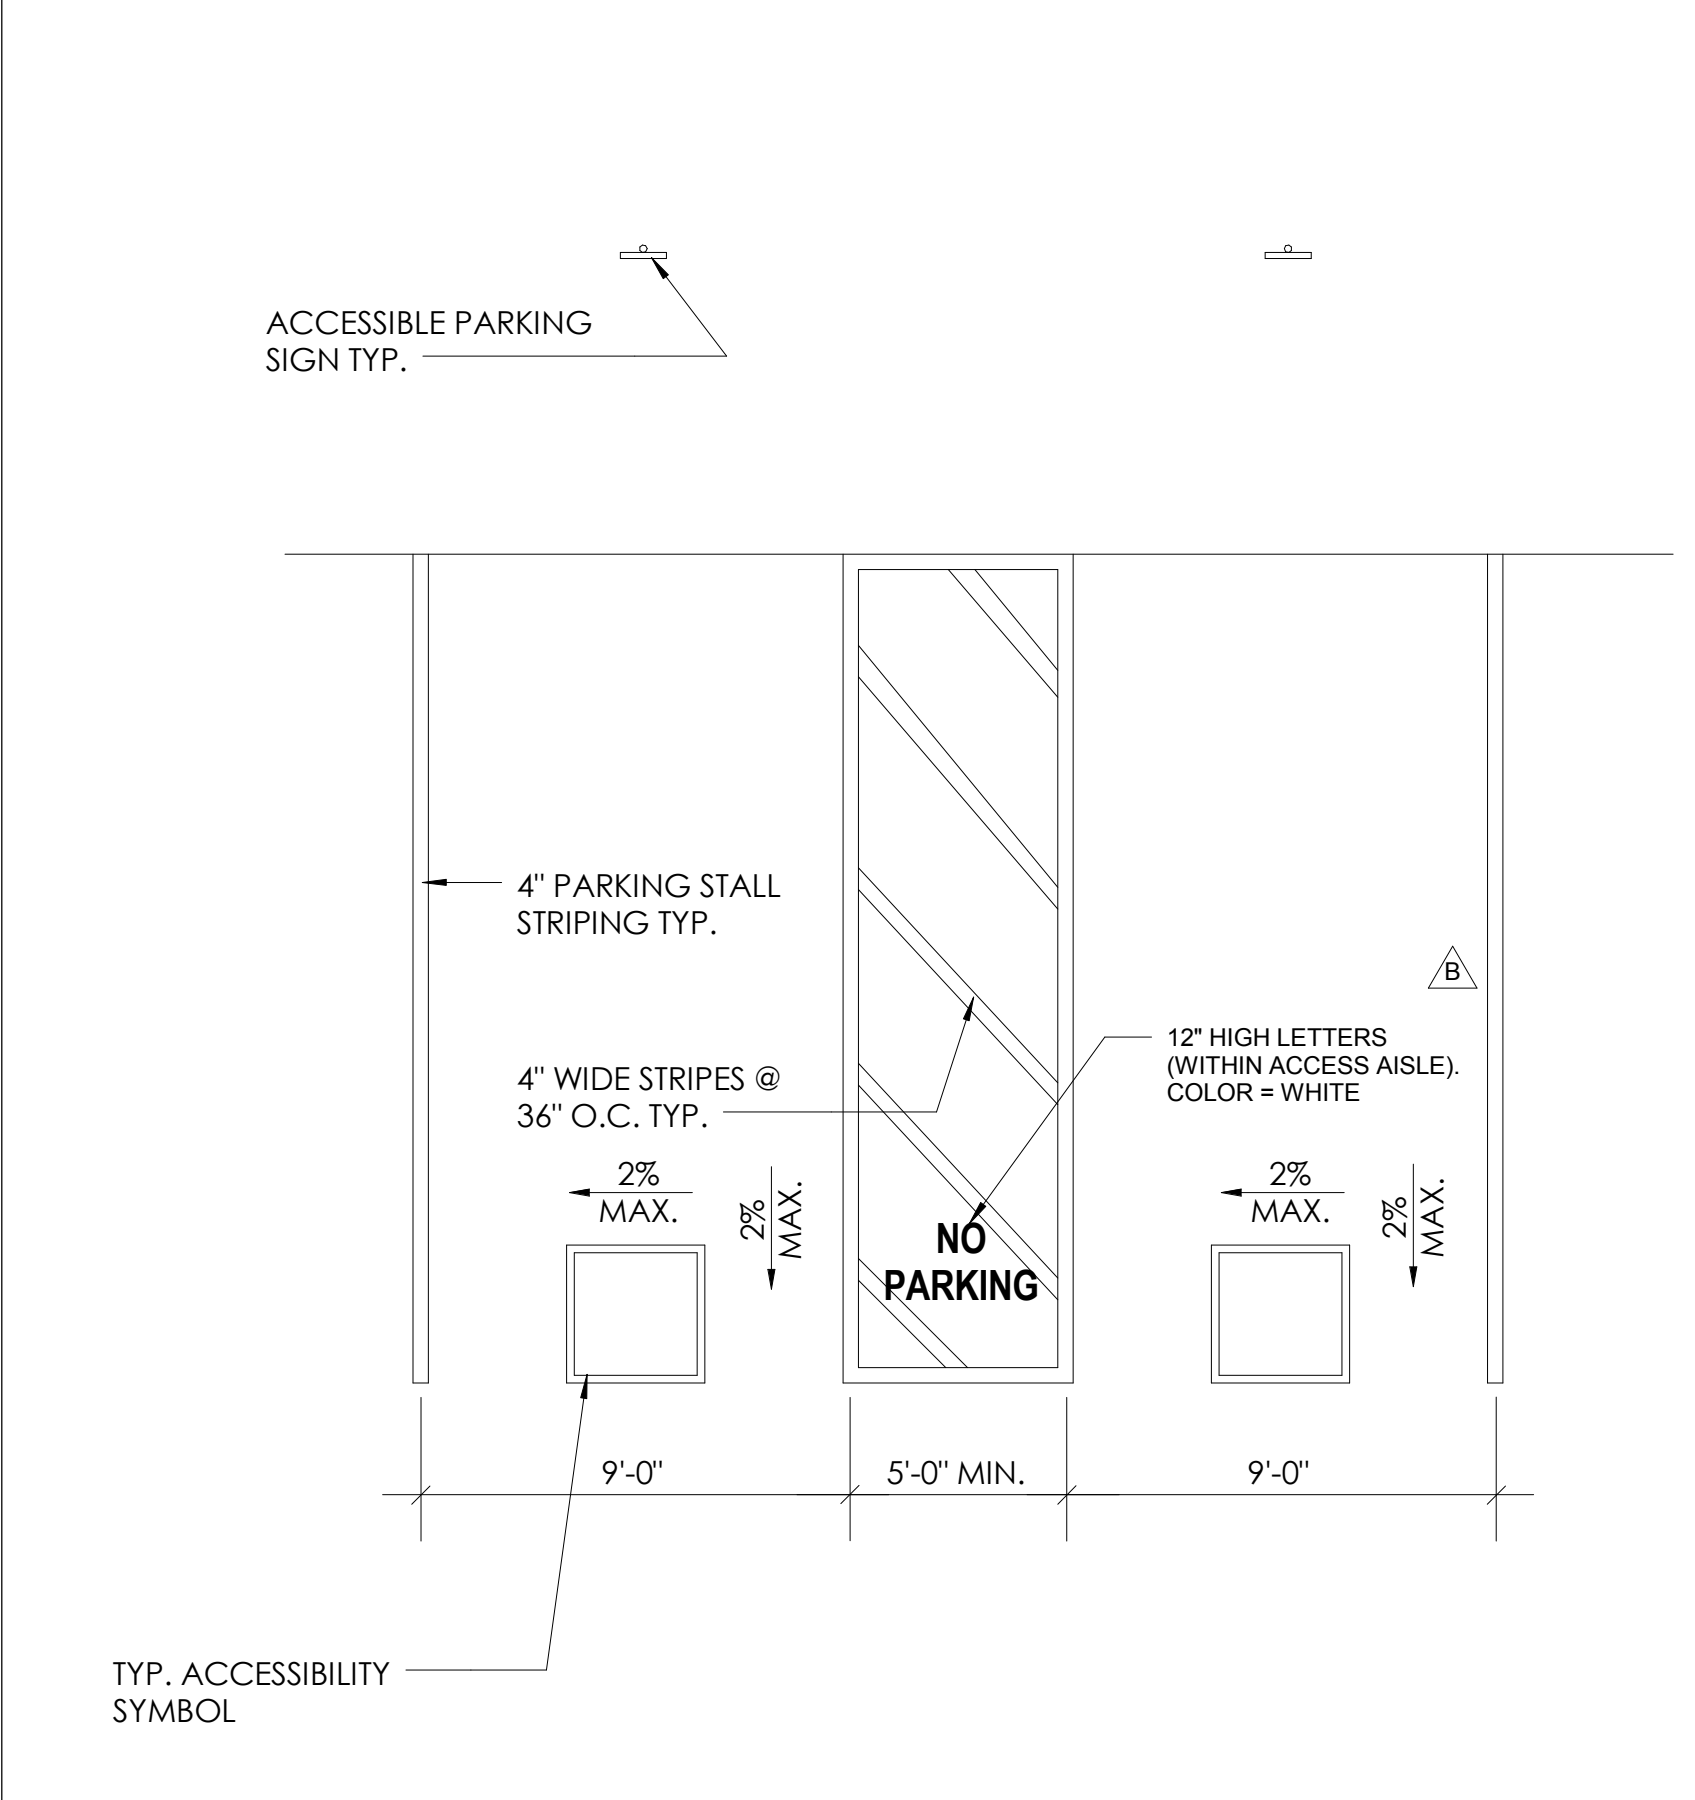 ACCESSIBLE PARKING
SIGN TYP.
4" PARKING STALL
STRIPING TYP.
B
12" HIGH LETTERS
(WITHIN ACCESS AISLE).
COLOR = WHITE
4" WIDE STRIPES @
36" O.C. TYP.
2%
MAX.
2%
MAX.
NO
PARKING
2%
MAX.
2%
MAX.
9'-0"
5'-0" MIN.
9'-0"
TYP. ACCESSIBILITY
SYMBOL